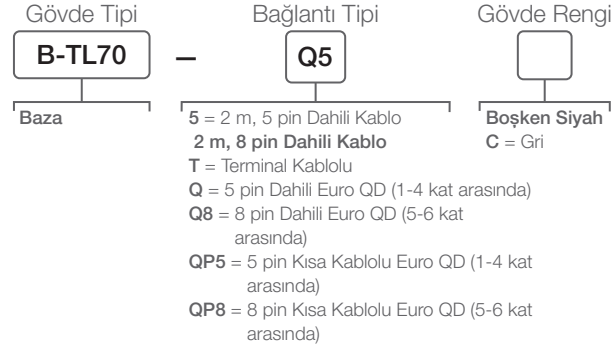 Gövde Tipi Bağlantı Tipi Gövde Rengi
B-TL70 – Q5
Baza
5 = 2 m, 5 pin Dahili Kablo
2 m, 8 pin Dahili Kablo
T = Terminal Kablolu
Q = 5 pin Dahili Euro QD (1-4 kat arasında)
Q8 = 8 pin Dahili Euro QD (5-6 kat
arasında)
QP5 = 5 pin Kısa Kablolu Euro QD (1-4 kat
arasında)
QP8 = 8 pin Kısa Kablolu Euro QD (5-6 kat
arasında)
Boşken Siyah
C = Gri